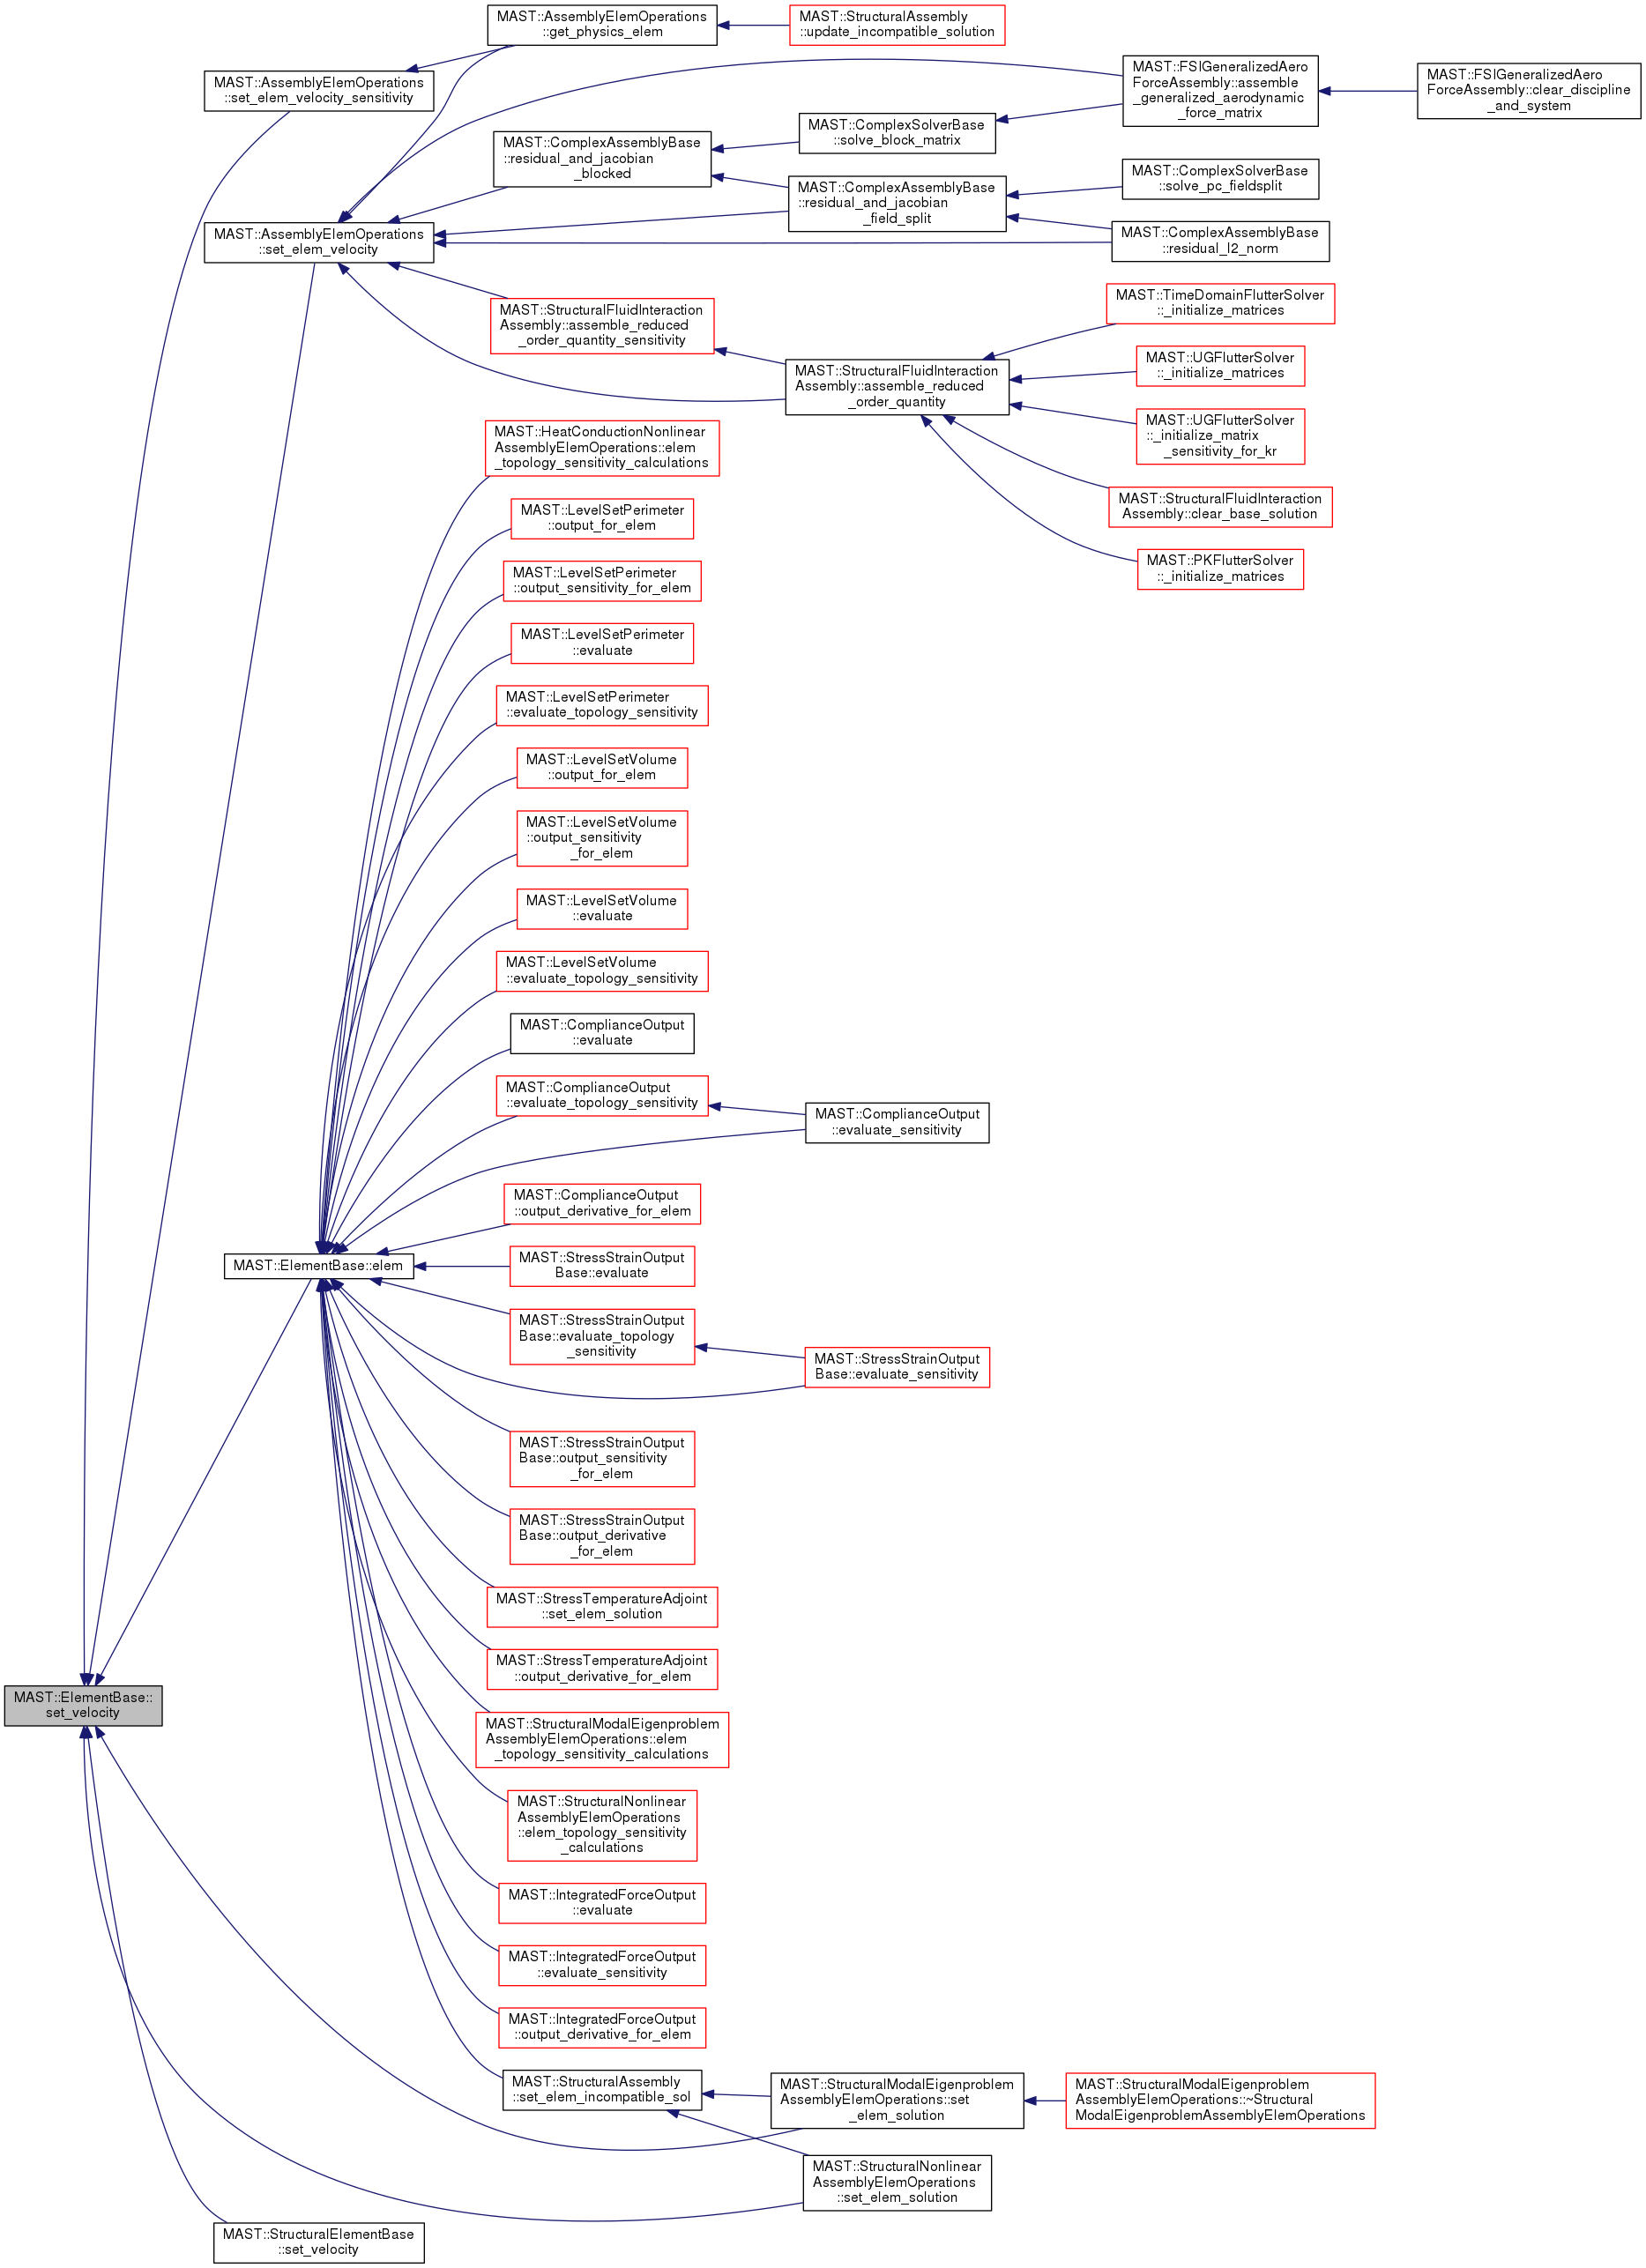 MAST::AssemblyElemOperations
::get_physics_elem
MAST::StructuralAssembly
::update_incompatible_solution
MAST::AssemblyElemOperations
::set_elem_velocity_sensitivity
MAST::FSIGeneralizedAero
ForceAssembly::assemble
_generalized_aerodynamic
_force_matrix
MAST::FSIGeneralizedAero
ForceAssembly::clear_discipline
_and_system
MAST::ComplexSolverBase
::solve_block_matrix
MAST::ComplexAssemblyBase
::residual_and_jacobian
_blocked
MAST::ComplexSolverBase
::solve_pc_fieldsplit
MAST::ComplexAssemblyBase
::residual_and_jacobian
_field_split
MAST::AssemblyElemOperations
::set_elem_velocity
MAST::ComplexAssemblyBase
::residual_l2_norm
MAST::StructuralFluidInteraction
Assembly::assemble_reduced
_order_quantity_sensitivity
MAST::TimeDomainFlutterSolver
::_initialize_matrices
MAST::UGFlutterSolver
::_initialize_matrices
MAST::StructuralFluidInteraction
Assembly::assemble_reduced
_order_quantity
MAST::UGFlutterSolver
::_initialize_matrix
_sensitivity_for_kr
MAST::StructuralFluidInteraction
Assembly::clear_base_solution
MAST::PKFlutterSolver
::_initialize_matrices
MAST::HeatConductionNonlinear
AssemblyElemOperations::elem
_topology_sensitivity_calculations
MAST::LevelSetPerimeter
::output_for_elem
MAST::LevelSetPerimeter
::output_sensitivity_for_elem
MAST::LevelSetPerimeter
::evaluate
MAST::LevelSetPerimeter
::evaluate_topology_sensitivity
MAST::LevelSetVolume
::output_for_elem
MAST::LevelSetVolume
::output_sensitivity
_for_elem
MAST::LevelSetVolume
::evaluate
MAST::LevelSetVolume
::evaluate_topology_sensitivity
MAST::ComplianceOutput
::evaluate
MAST::ComplianceOutput
::evaluate_topology_sensitivity
MAST::ComplianceOutput
::evaluate_sensitivity
MAST::ComplianceOutput
::output_derivative_for_elem
MAST::ElementBase::elem
MAST::StressStrainOutput
Base::evaluate
MAST::StressStrainOutput
Base::evaluate_topology
_sensitivity
MAST::StressStrainOutput
Base::evaluate_sensitivity
MAST::StressStrainOutput
Base::output_sensitivity
_for_elem
MAST::StressStrainOutput
Base::output_derivative
_for_elem
MAST::StressTemperatureAdjoint
::set_elem_solution
MAST::StressTemperatureAdjoint
::output_derivative_for_elem
MAST::ElementBase::
set_velocity
MAST::StructuralModalEigenproblem
AssemblyElemOperations::elem
_topology_sensitivity_calculations
MAST::StructuralNonlinear
AssemblyElemOperations
::elem_topology_sensitivity
_calculations
MAST::IntegratedForceOutput
::evaluate
MAST::IntegratedForceOutput
::evaluate_sensitivity
MAST::IntegratedForceOutput
::output_derivative_for_elem
MAST::StructuralAssembly
::set_elem_incompatible_sol
MAST::StructuralModalEigenproblem
AssemblyElemOperations::set
_elem_solution
MAST::StructuralModalEigenproblem
AssemblyElemOperations::~Structural
ModalEigenproblemAssemblyElemOperations
MAST::StructuralNonlinear
AssemblyElemOperations
::set_elem_solution
MAST::StructuralElementBase
::set_velocity